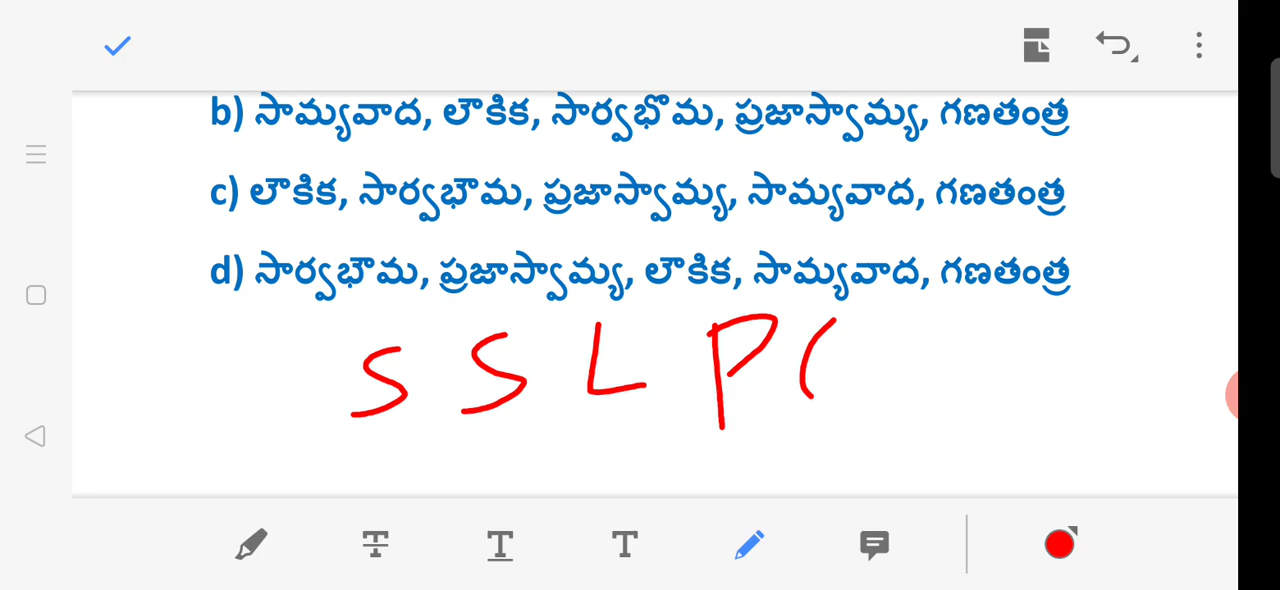 b) సామ్యవాద, లౌకిక, సార్వభౌమ, ప్రజాస్వామ్య, గణతంత్ర
c) లౌకిక, సార్వభౌమ, ప్రజాస్వామ్య, సామ్యవాద, గణతంత్ర
d) సార్వభౌమ, ప్రజాస్వామ్య, లౌకిక, సామ్యవాద, గణతంత్ర
S S L P (
T T T